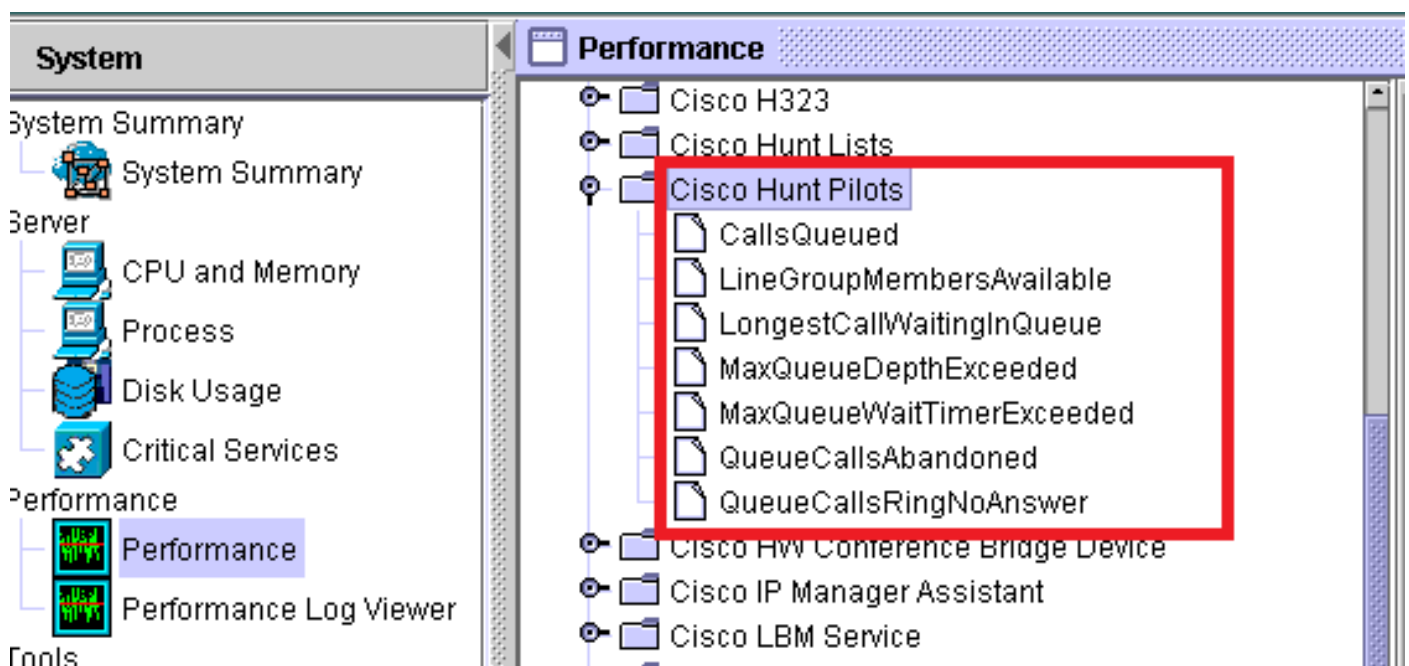 System
System Summary
System Summary
Server
CPU and Memory
Process
Disk Usage
Critical Services
Performance
Performance
Performance Log Viewer
Tools
Performance
Cisco H323
Cisco Hunt Lists
Cisco Hunt Pilots
CallsQueued
LineGroupMembersAvailable
LongestCallWaitingInQueue
MaxQueueDepthExceeded
MaxQueueWaitTimerExceeded
QueueCallsAbandoned
QueueCallsRingNoAnswer
Cisco HW Conference Bridge Device
Cisco IP Manager Assistant
Cisco LBM Service